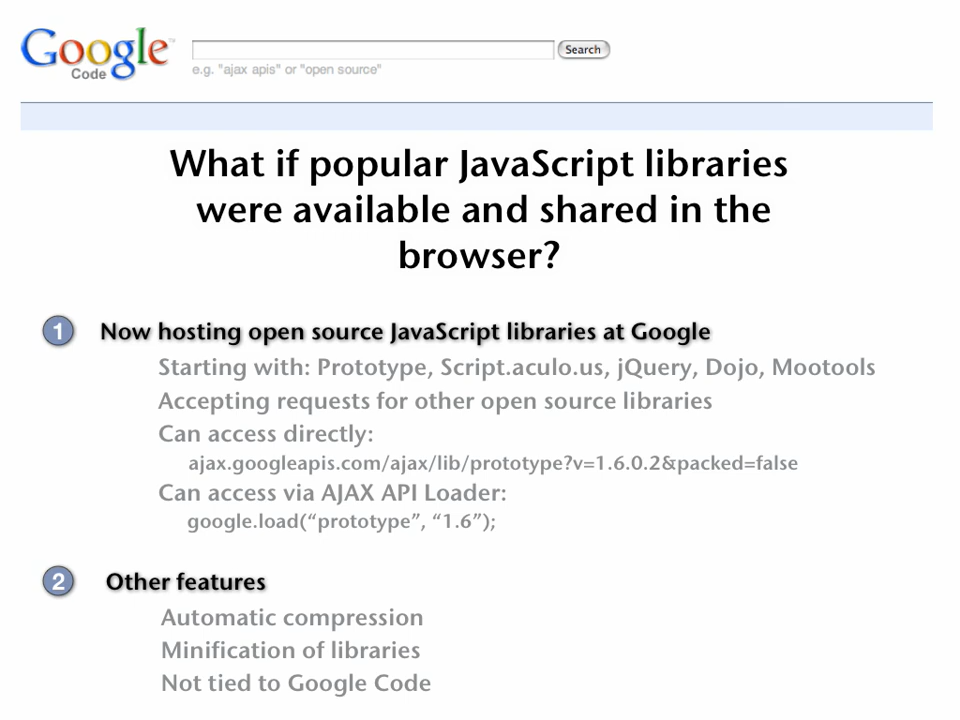 Google™
Code
Search
e.g. "ajax apis" or "open source"
What if popular JavaScript libraries
were available and shared in the
browser?
1 Now hosting open source JavaScript libraries at Google
Starting with: Prototype, Script.aculo.us, jQuery, Dojo, Mootools
Accepting requests for other open source libraries
Can access directly:
ajax.googleapis.com/ajax/lib/prototype?v=1.6.0.2&packed=false
Can access via AJAX API Loader:
google.load(“prototype”, “1.6”);
2 Other features
Automatic compression
Minification of libraries
Not tied to Google Code